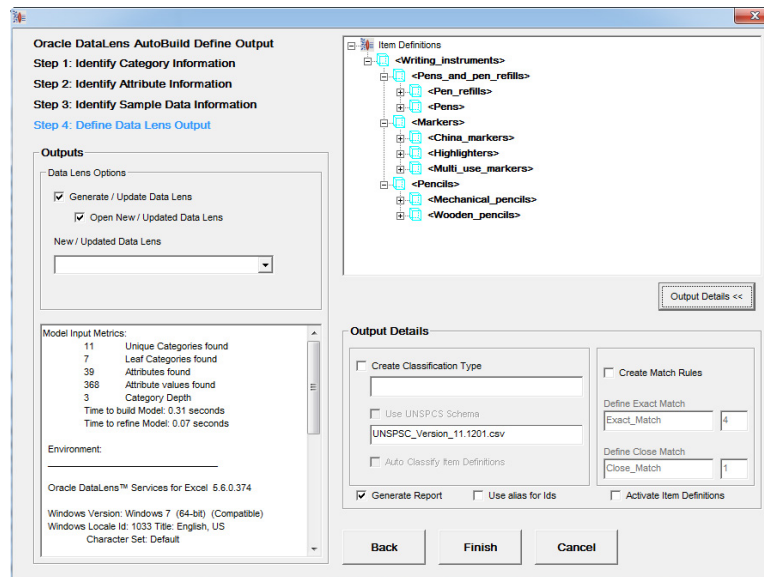 Oracle DataLens AutoBuild Define Output
Step 1: Identify Category Information
Step 2: Identify Attribute Information
Step 3: Identify Sample Data Information
Step 4: Define Data Lens Output
Outputs
Data Lens Options
Generate / Update Data Lens
Open New / Updated Data Lens
New / Updated Data Lens
Model Input Metrics:
11 Unique Categories found
7 Leaf Categories found
39 Attributes found
368 Attribute values found
3 Category Depth
Time to build Model: 0.31 seconds
Time to refine Model: 0.07 seconds
Environment:
Oracle DataLens™ Services for Excel 5.6.0.374
Windows Version: Windows 7 (64-bit) (Compatible)
Windows Locale Id: 1033 Title: English, US
Character Set: Default
Item Definitions
<Writing_instruments>
<Pens_and_pen_refills>
<Pen_refills>
<Pens>
<Markers>
<China_markers>
<Highlighters>
<Multi_use_markers>
<Pencils>
<Mechanical_pencils>
<Wooden_pencils>
Output Details <<
Output Details
Create Classification Type
Use UNSPCS Schema
UNSPSC_Version_11.1201.csv
Auto Classify Item Definitions
Create Match Rules
Define Exact Match
Exact_Match 4
Define Close Match
Close_Match 1
Generate Report Use alias for Ids Activate Item Definitions
Back Finish Cancel